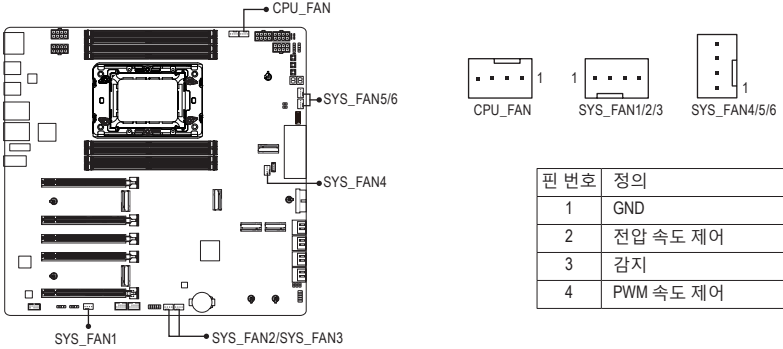 CPU_FAN
SYS_FAN5/6
SYS_FAN4
SYS_FAN1
SYS_FAN2/SYS_FAN3
1
CPU_FAN
1
SYS_FAN1/2/3
1
SYS_FAN4/5/6
핀 번호 정의
1 GND
2 전압 속도 제어
3 감지
4 PWM 속도 제어